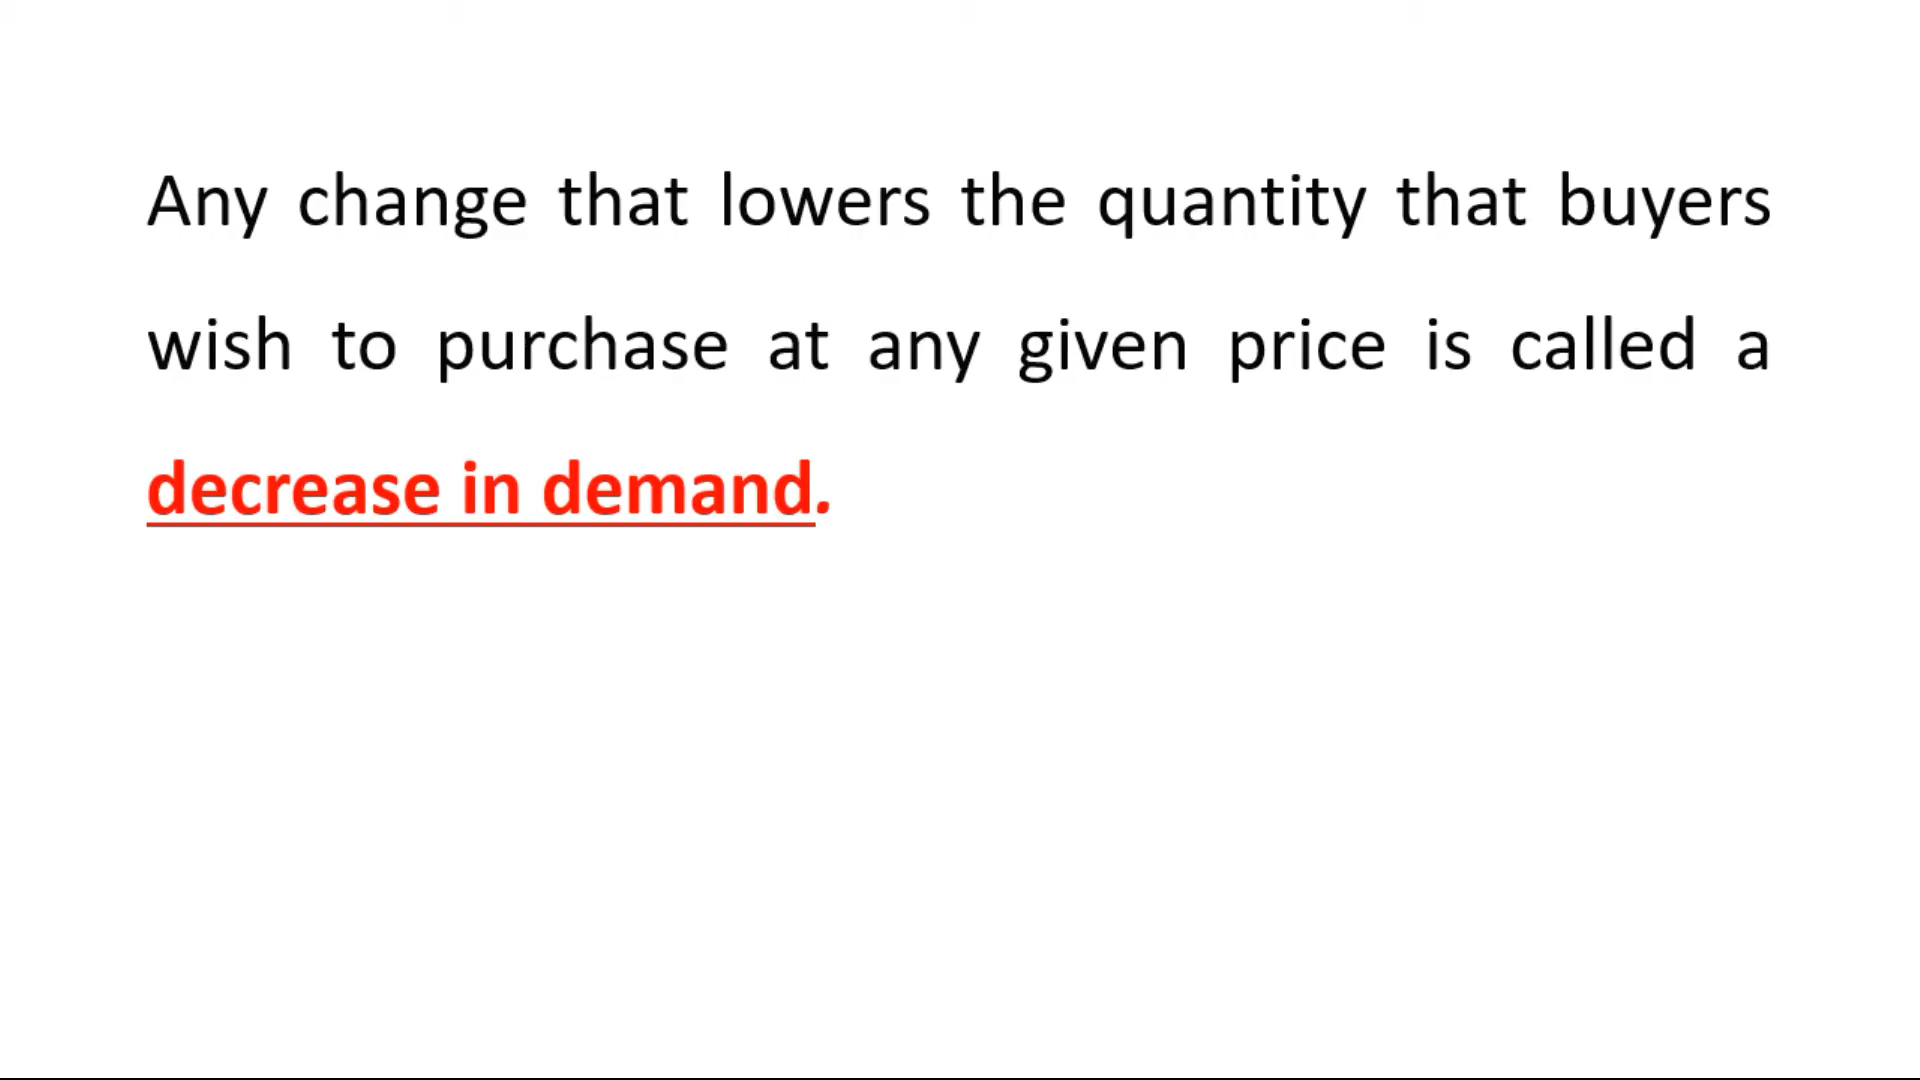 Any change that lowers the quantity that buyers
wish to purchase at any given price is called a
decrease in demand.